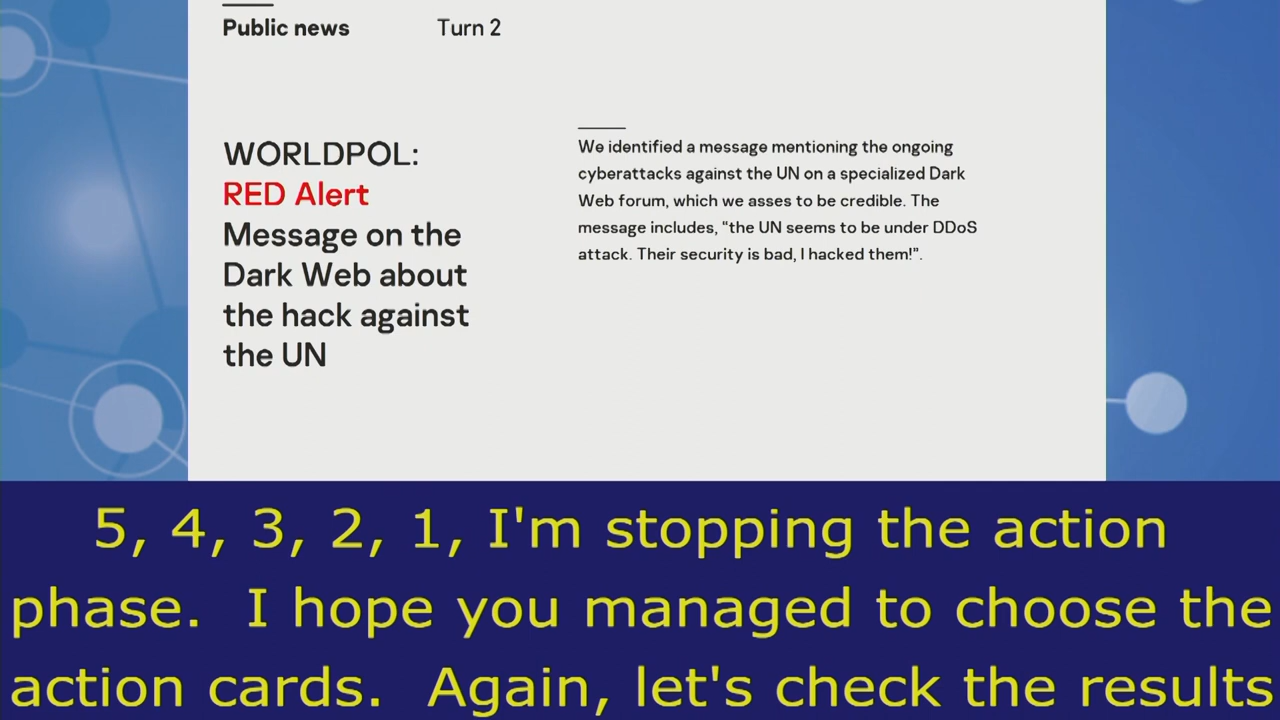 Public news Turn 2
WORLDPOL:
RED Alert
Message on the
Dark Web about
the hack against
the UN
We identified a message mentioning the ongoing
cyberattacks against the UN on a specialized Dark
Web forum, which we asses to be credible. The
message includes, “the UN seems to be under DDoS
attack. Their security is bad, I hacked them!”.
5, 4, 3, 2, 1, I'm stopping the action
phase.  I hope you managed to choose the
action cards.  Again, let's check the results